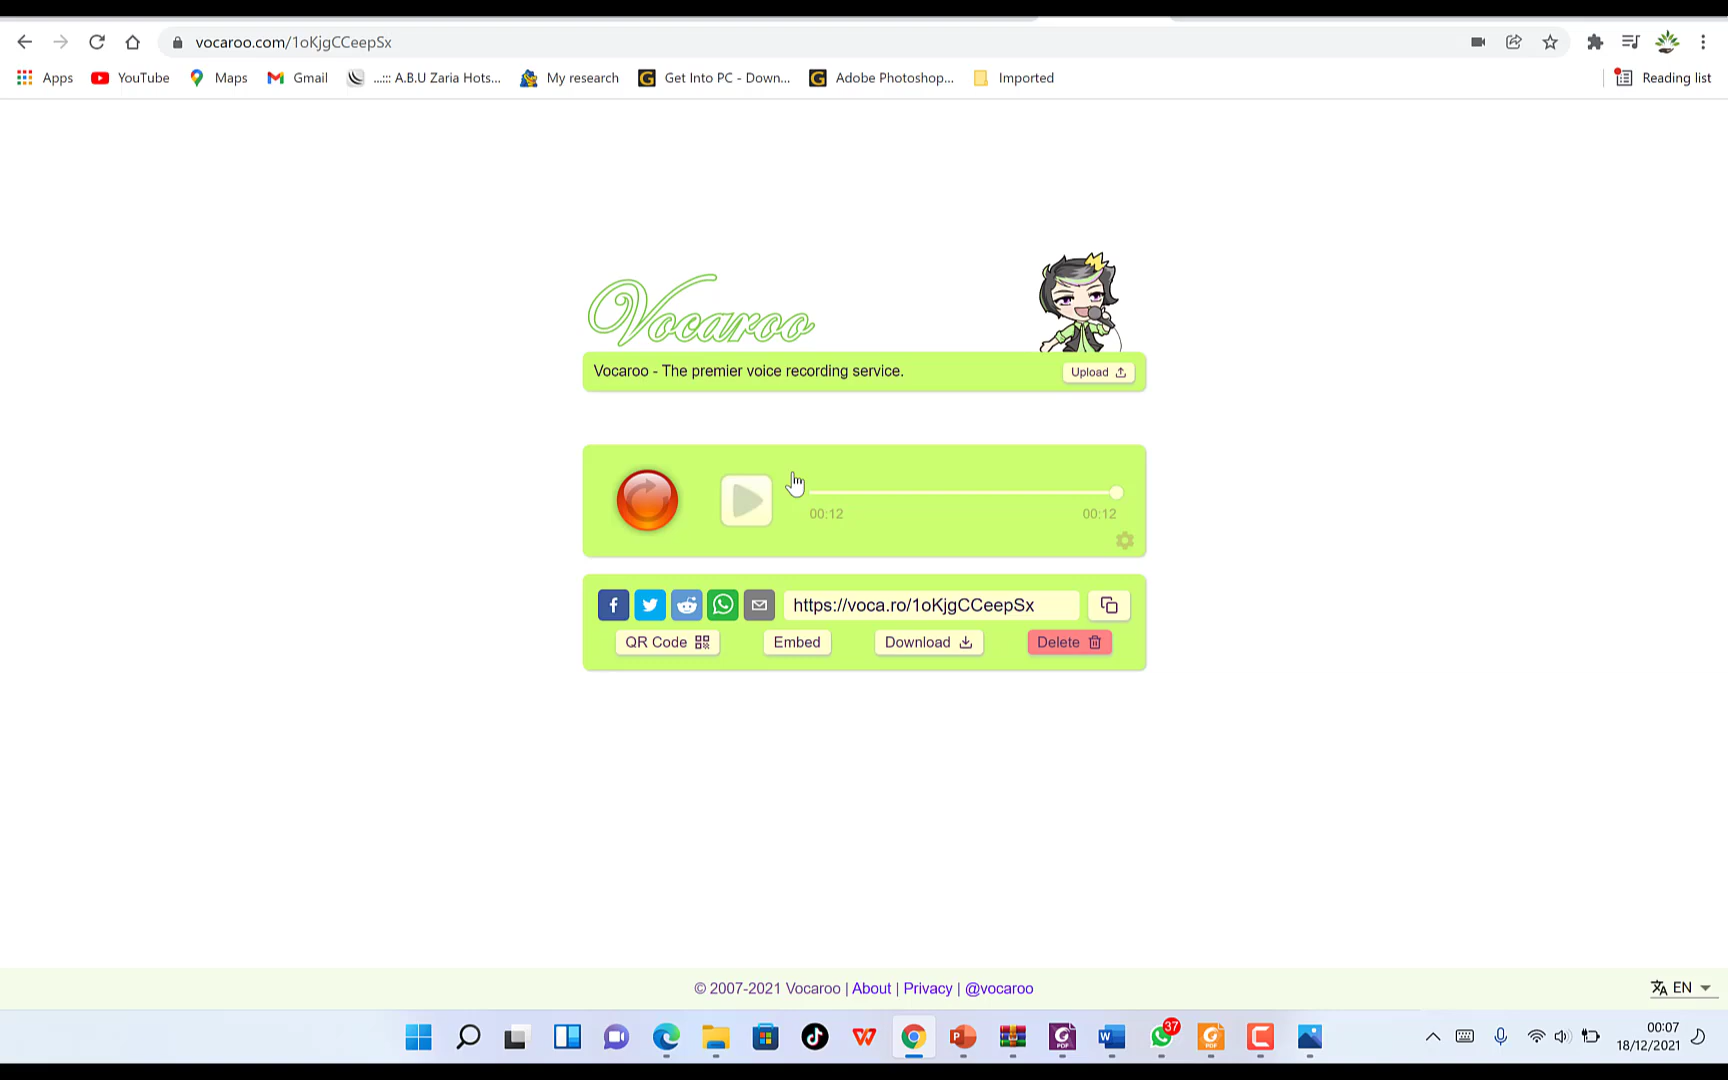 vocaroo.com/1oKjgCCeepSx
Apps YouTube Maps Gmail ...::: A.B.U Zaria Hots... My research Get Into PC - Down... Adobe Photoshop... Imported Reading list
Vocaroo
Vocaroo - The premier voice recording service. Upload
00:12 00:12
https://voca.ro/1oKjgCCeepSx
QR Code Embed Download Delete
© 2007-2021 Vocaroo | About | Privacy | @vocaroo
EN
37
00:07
18/12/2021